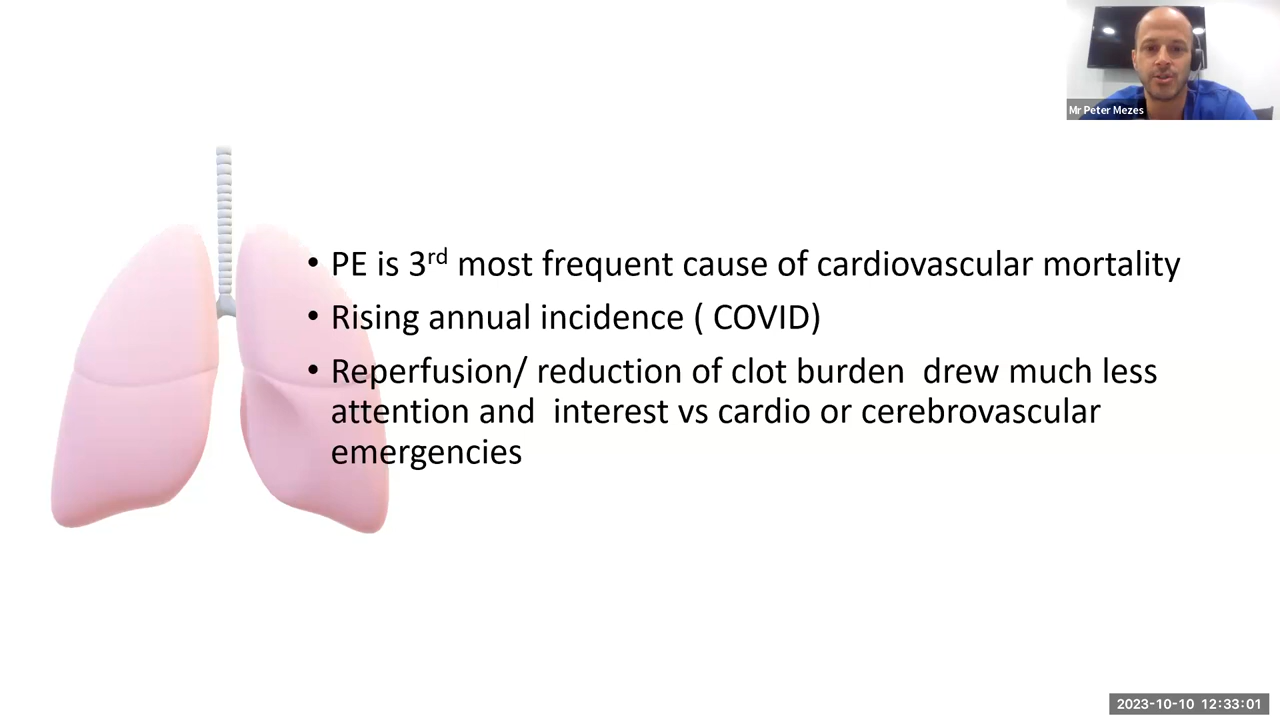 Mr Peter Mezes
• PE is 3rd most frequent cause of cardiovascular mortality
• Rising annual incidence ( COVID)
• Reperfusion/ reduction of clot burden  drew much less
attention and  interest vs cardio or cerebrovascular
emergencies
2023-10-10 12:33:01